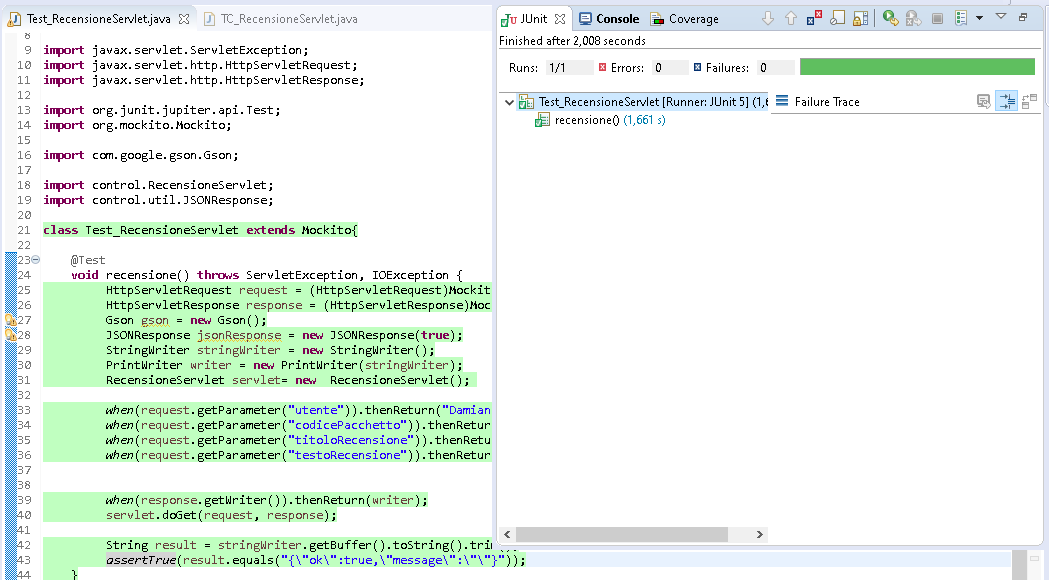 Test_RecensioneServlet.java
TC_RecensioneServlet.java
8
9 import javax.servlet.ServletException;
10 import javax.servlet.http.HttpServletRequest;
11 import javax.servlet.http.HttpServletResponse;
12
13 import org.junit.jupiter.api.Test;
14 import org.mockito.Mockito;
15
16 import com.google.gson.Gson;
17
18 import control.RecensioneServlet;
19 import control.util.JSONResponse;
20
21 class Test_RecensioneServlet extends Mockito{
22
23 @Test
24 void recensione() throws ServletException, IOException {
25 HttpServletRequest request = (HttpServletRequest)Mockit
26 HttpServletResponse response = (HttpServletResponse)Moc
27 Gson gson = new Gson();
28 JSONResponse jsonResponse = new JSONResponse(true);
29 StringWriter stringWriter = new StringWriter();
30 PrintWriter writer = new PrintWriter(stringWriter);
31 RecensioneServlet servlet= new  RecensioneServlet();
32
33 when(request.getParameter("utente")).thenReturn("Damian
34 when(request.getParameter("codicePacchetto")).thenRetur
35 when(request.getParameter("titoloRecensione")).thenRetu
36 when(request.getParameter("testoRecensione")).thenRetur
37
38
39 when(response.getWriter()).thenReturn(writer);
40 servlet.doGet(request, response);
41
42 String result = stringWriter.getBuffer().toString().tri
43 assertTrue(result.equals("{\"ok\":true,\"message\":\"\"}"));
44 }
JUnit
Console
Coverage
Finished after 2,008 seconds
Runs: 1/1 Errors: 0 Failures: 0
Test_RecensioneServlet [Runner: JUnit 5] (1,6
recensione() (1,661 s)
Failure Trace